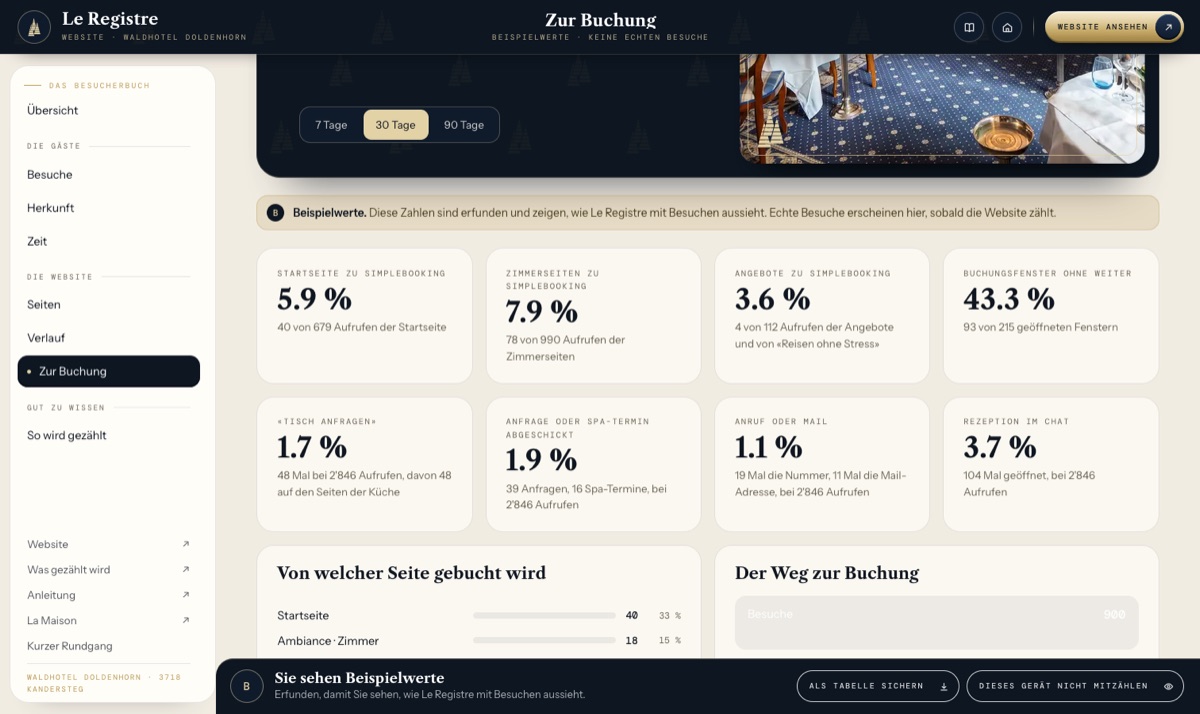 Le Registre
WEBSITE · WALDHOTEL DOLDENHORN
Zur Buchung
BEISPIELWERTE · KEINE ECHTEN BESUCHE
WEBSITE ANSEHEN
DAS BESUCHERBUCH
Übersicht
DIE GÄSTE
Besuche
Herkunft
Zeit
DIE WEBSITE
Seiten
Verlauf
Zur Buchung
GUT ZU WISSEN
So wird gezählt
Website
Was gezählt wird
Anleitung
La Maison
Kurzer Rundgang
WALDHOTEL DOLDENHORN · 3718
KANDERSTEG
7 Tage
30 Tage
90 Tage
B
Beispielwerte. Diese Zahlen sind erfunden und zeigen, wie Le Registre mit Besuchen aussieht. Echte Besuche erscheinen hier, sobald die Website zählt.
STARTSEITE ZU SIMPLEBOOKING
5.9 %
40 von 679 Aufrufen der Startseite
ZIMMERSEITEN ZU
SIMPLEBOOKING
7.9 %
78 von 990 Aufrufen der
Zimmerseiten
ANGEBOTE ZU SIMPLEBOOKING
3.6 %
4 von 112 Aufrufen der Angebote
und von «Reisen ohne Stress»
BUCHUNGSFENSTER OHNE WEITER
43.3 %
93 von 215 geöffneten Fenstern
«TISCH ANFRAGEN»
1.7 %
48 Mal bei 2'846 Aufrufen, davon 48
auf den Seiten der Küche
ANFRAGE ODER SPA-TERMIN
ABGESCHICKT
1.9 %
39 Anfragen, 16 Spa-Termine, bei
2'846 Aufrufen
ANRUF ODER MAIL
1.1 %
19 Mal die Nummer, 11 Mal die Mail-
Adresse, bei 2'846 Aufrufen
REZEPTION IM CHAT
3.7 %
104 Mal geöffnet, bei 2'846
Aufrufen
Von welcher Seite gebucht wird
Startseite 40 33 %
Ambiance·Zimmer 18 15 %
Der Weg zur Buchung
Besuche 900
B
Sie sehen Beispielwerte
Erfunden, damit Sie sehen, wie Le Registre mit Besuchen aussieht.
ALS TABELLE SICHERN
DIESES GERÄT NICHT MITZÄHLEN